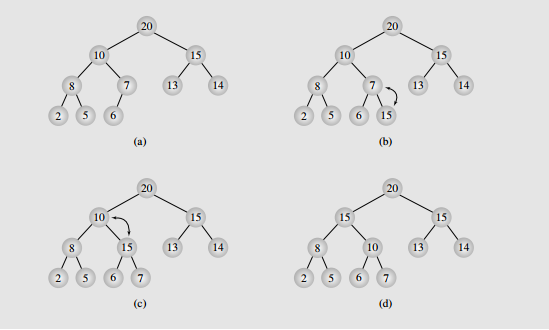 20
10 15
8 7 13 14
2 5 6
(a)
20
10 15
8 7 13 14
2 5 6 15
(b)
20
10 15
8 15 13 14
2 5 6 7
(c)
20
15 15
8 10 13 14
2 5 6 7
(d)